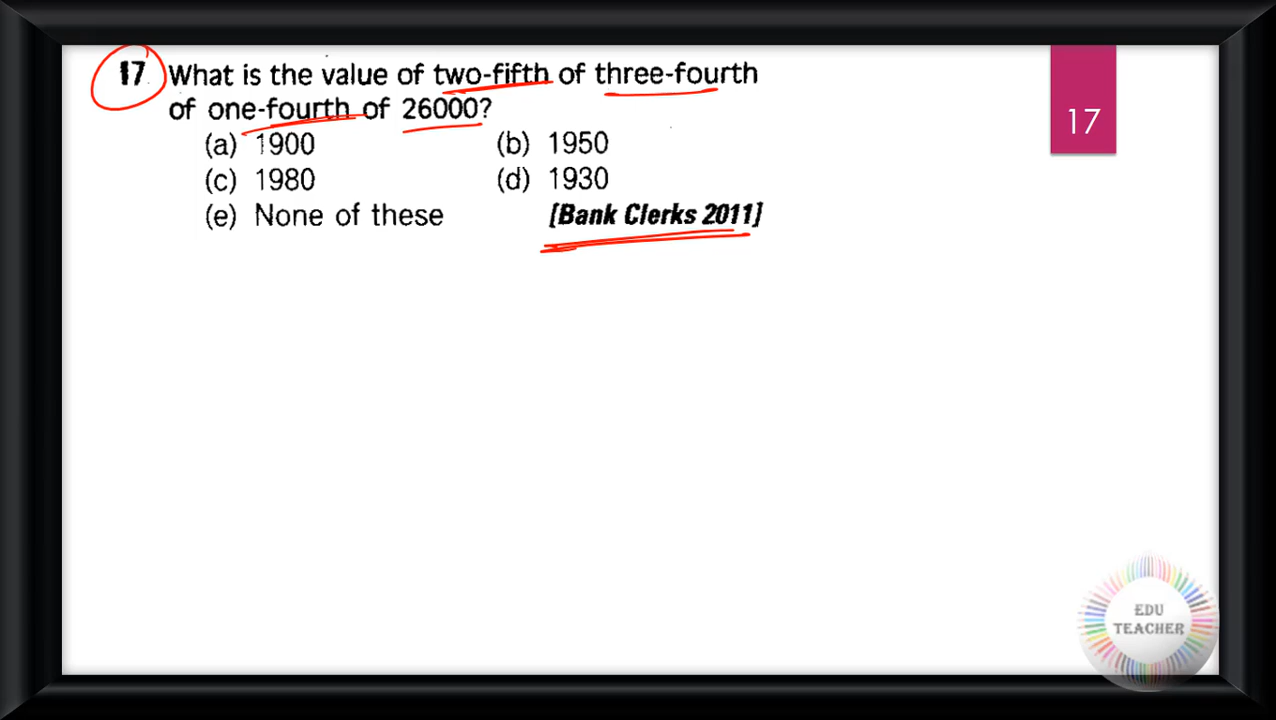 17 What is the value of two-fifth of three-fourth
of one-fourth of 26000?
(a) 1900 (b) 1950
(c) 1980 (d) 1930
(e) None of these [Bank Clerks 2011]
17
EDU
TEACHER